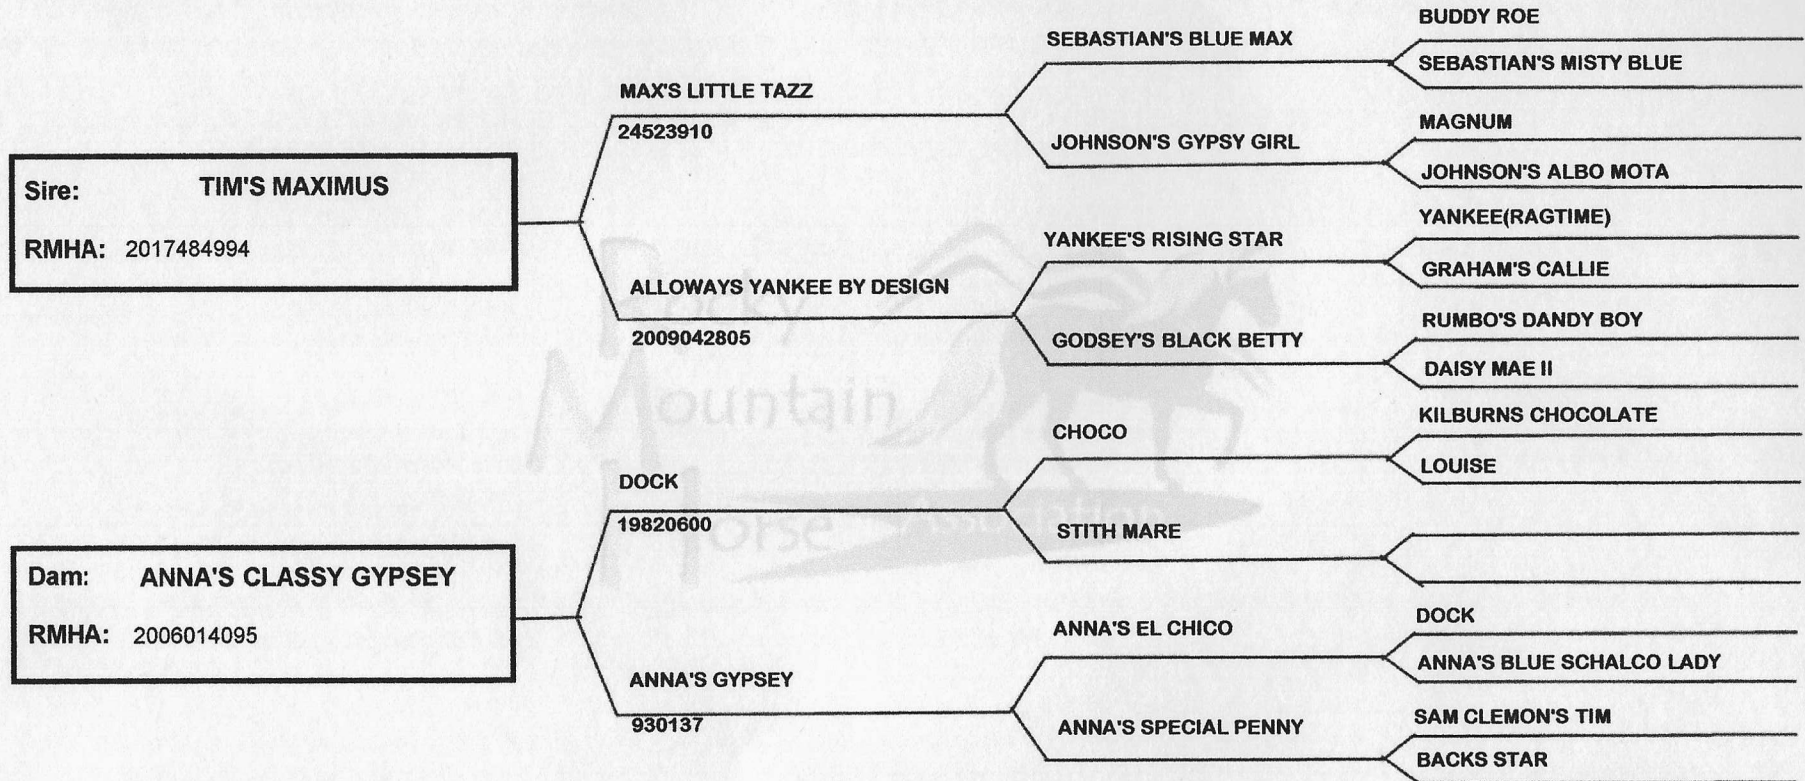 Sire: TIM'S MAXIMUS
RMHA: 2017484994
MAX'S LITTLE TAZZ
24523910
SEBASTIAN'S BLUE MAX
BUDDY ROE
SEBASTIAN'S MISTY BLUE
JOHNSON'S GYPSY GIRL
MAGNUM
JOHNSON'S ALBO MOTA
ALLOWAYS YANKEE BY DESIGN
2009042805
YANKEE'S RISING STAR
YANKEE(RAGTIME)
GRAHAM'S CALLIE
GODSEY'S BLACK BETTY
RUMBO'S DANDY BOY
DAISY MAE II
Dam: ANNA'S CLASSY GYPSEY
RMHA: 2006014095
DOCK
19820600
CHOCO
KILBURNS CHOCOLATE
LOUISE
STITH MARE
ANNA'S GYPSEY
930137
ANNA'S EL CHICO
DOCK
ANNA'S BLUE SCHALCO LADY
ANNA'S SPECIAL PENNY
SAM CLEMON'S TIM
BACKS STAR
Rocky
Mountain
Horse Association